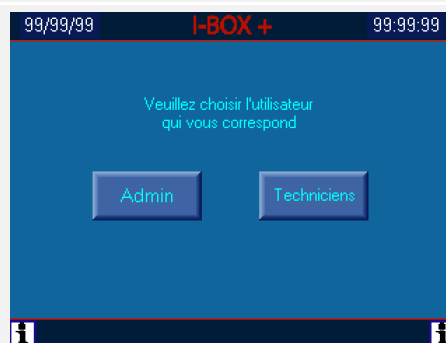 99/99/99 I-BOX + 99:99:99
Veuillez choisir l'utilisateur
qui vous correspond
Admin Techniciens
i i